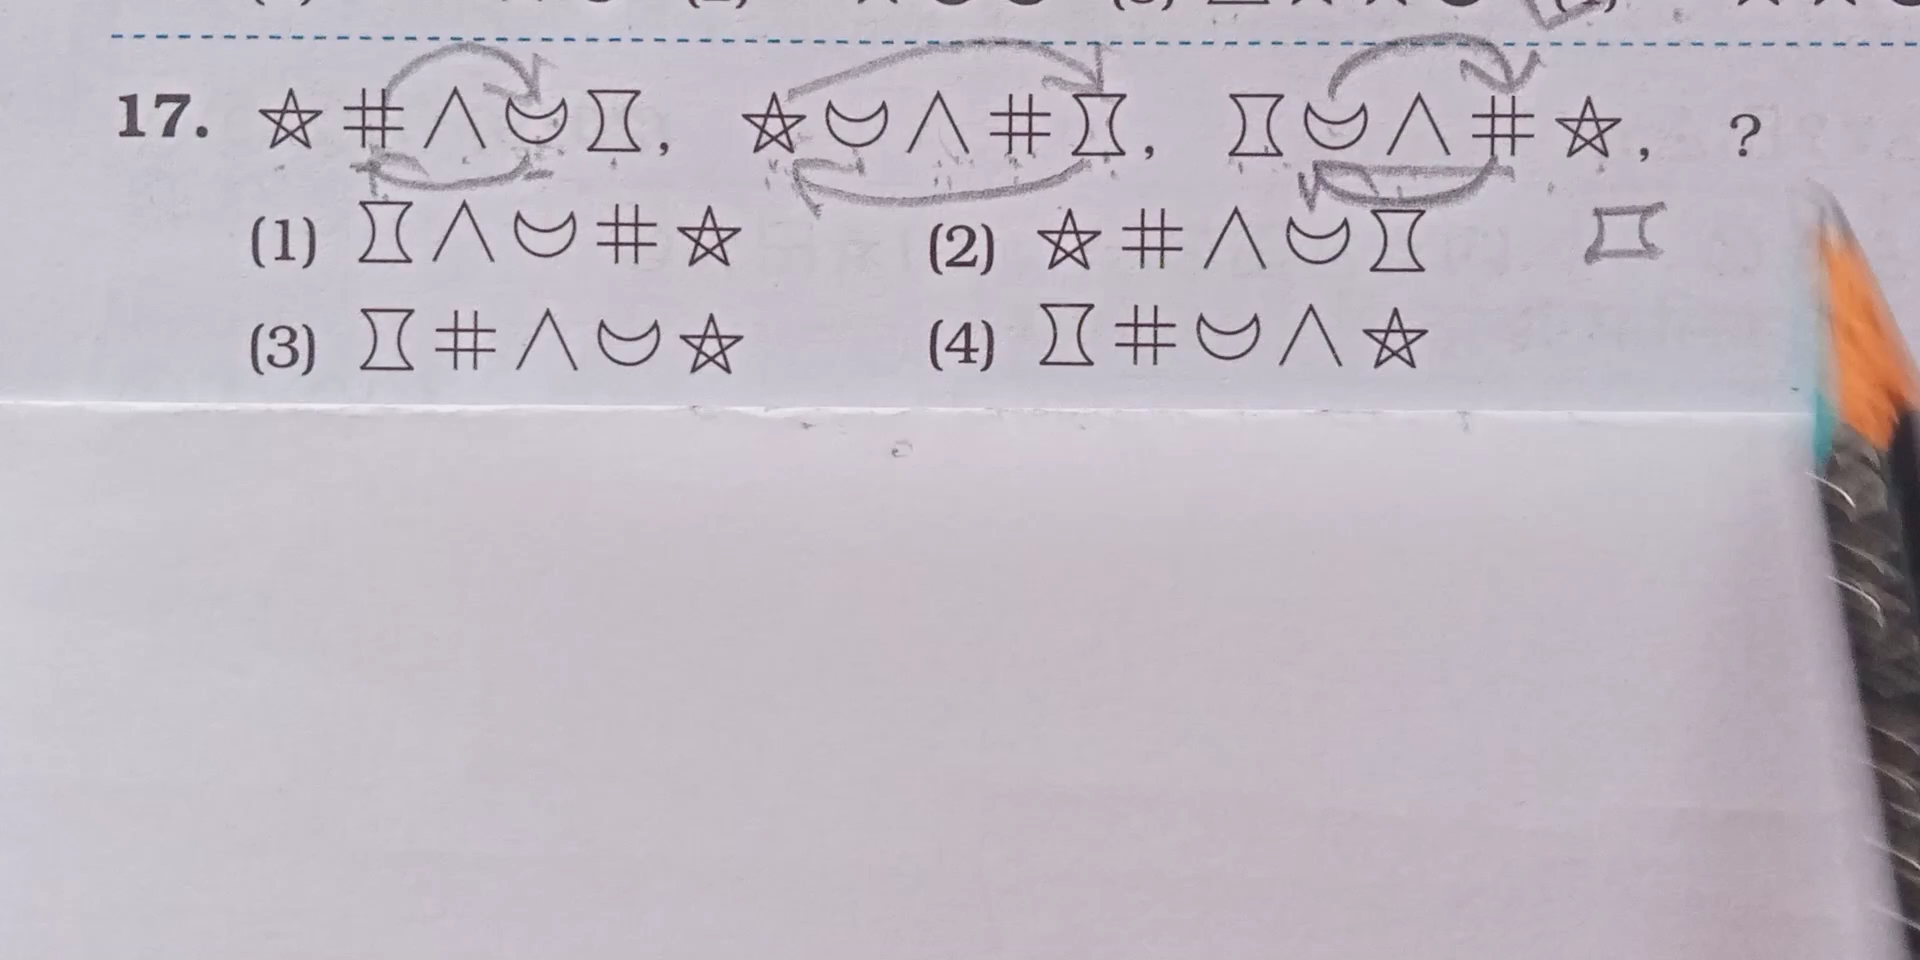 17. ☆ # ∧ ⌣ ⌶, ☆ ⌣ ∧ # ⌶, ⌶ ⌣ ∧ # ☆, ?
(1) ⌶ ∧ ⌣ # ☆ (2) ☆ # ∧ ⌣ ⌶
(3) ⌶ # ∧ ⌣ ☆ (4) ⌶ # ⌣ ∧ ☆